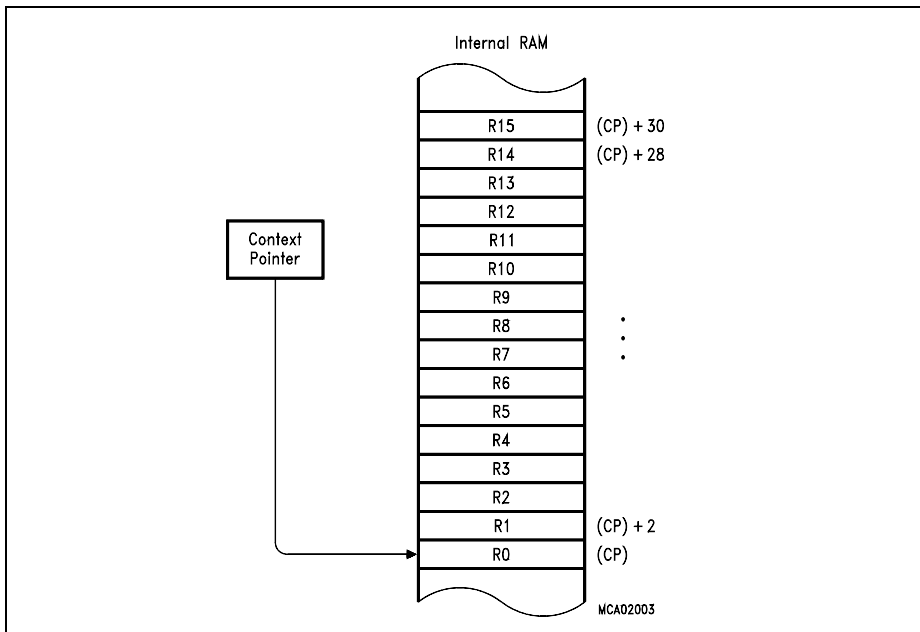 Internal RAM
R15 (CP) + 30
R14 (CP) + 28
R13
R12
R11
R10
R9
R8
R7
R6
R5
R4
R3
R2
R1 (CP) + 2
R0 (CP)
Context
Pointer
MCA02003